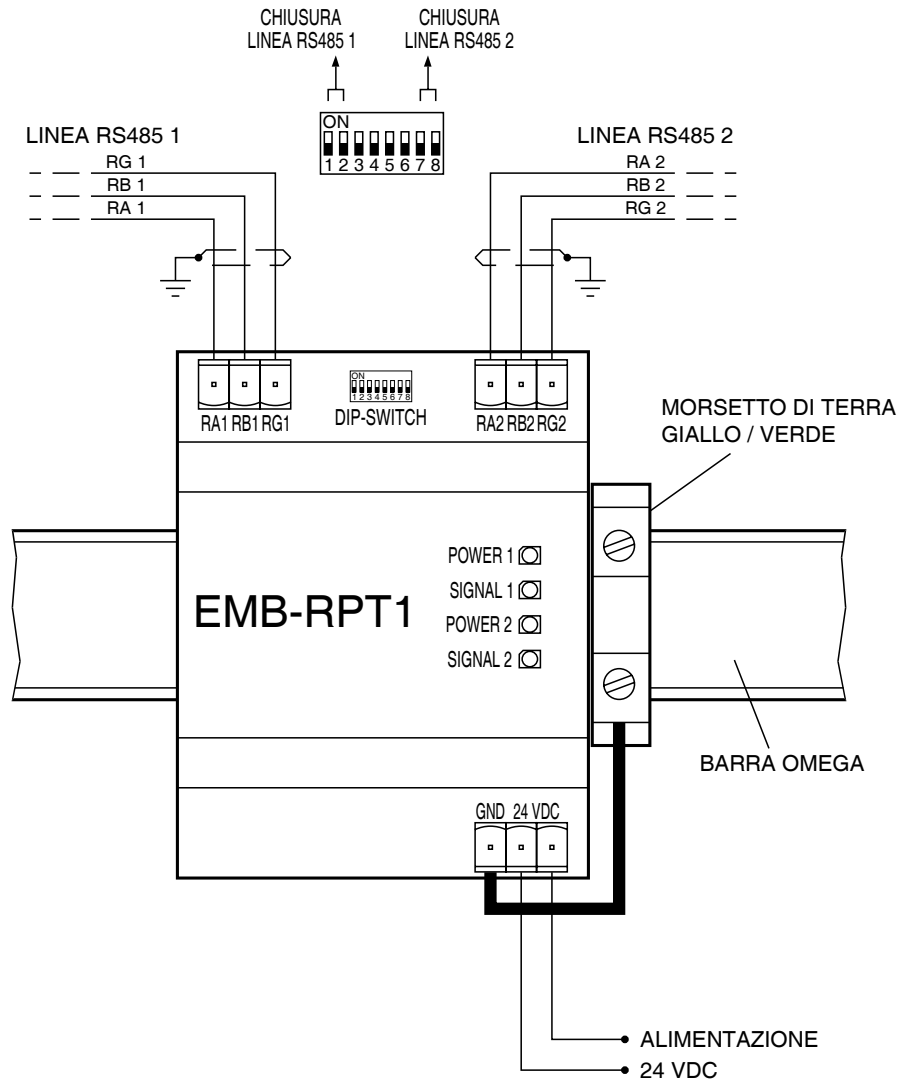 CHIUSURA
LINEA RS485 1
CHIUSURA
LINEA RS485 2
ON
1 2 3 4 5 6 7 8
LINEA RS485 1
RG 1
RB 1
RA 1
LINEA RS485 2
RA 2
RB 2
RG 2
RA1 RB1 RG1
ON
1 2 3 4 5 6 7 8
DIP-SWITCH
RA2 RB2 RG2
MORSETTO DI TERRA
GIALLO / VERDE
EMB-RPT1
POWER 1
SIGNAL 1
POWER 2
SIGNAL 2
BARRA OMEGA
GND 24 VDC
ALIMENTAZIONE
24 VDC